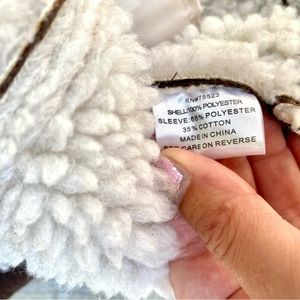 RN#78523
SHELL:100% POLYESTER
SLEEVE:65% POLYESTER
35% COTTON
MADE IN CHINA
SEE CARE ON REVERSE